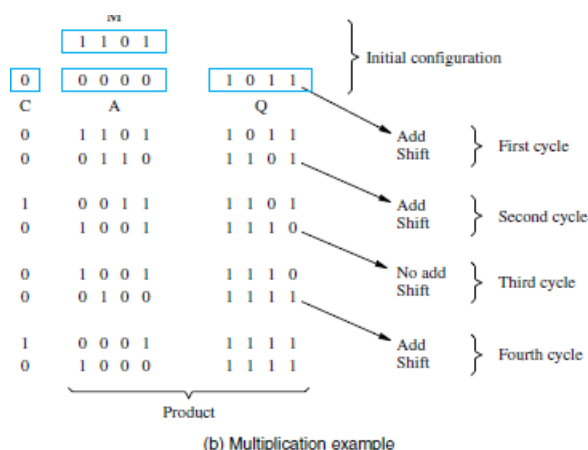 M
1 1 0 1
Initial configuration
0 0 0 0 0 1 0 1 1
C A Q
0 1 1 0 1 1 0 1 1 Add
First cycle
0 0 1 1 0 1 1 0 1 Shift
1 0 0 1 1 1 1 0 1 Add
Second cycle
0 1 0 0 1 1 1 1 0 Shift
0 1 0 0 1 1 1 1 0 No add
Third cycle
0 0 1 0 0 1 1 1 1 Shift
1 0 0 0 1 1 1 1 1 Add
Fourth cycle
0 1 0 0 0 1 1 1 1 Shift
Product
(b) Multiplication example